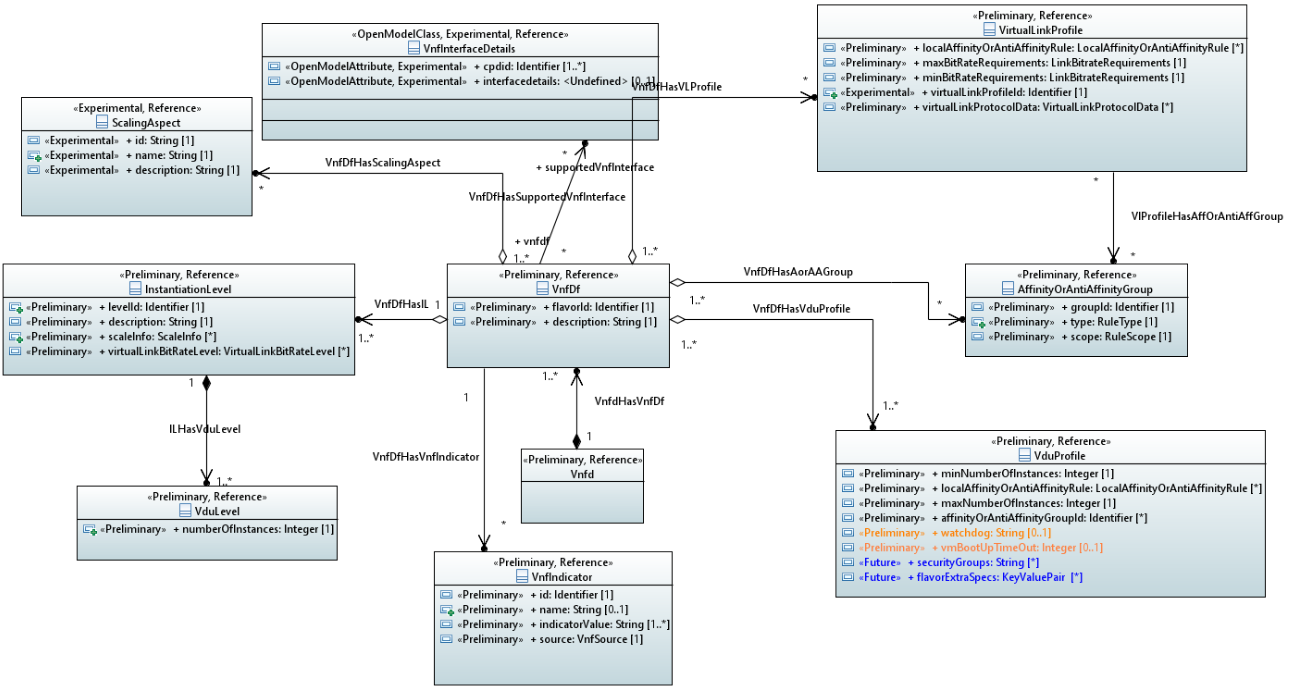 «OpenModelClass, Experimental, Reference»
VnfInterfaceDetails
«OpenModelAttribute, Experimental» + cpdid: Identifier [1..*]
«OpenModelAttribute, Experimental» + interfacedetails: <Undefined> [0..1]
«Preliminary, Reference»
VirtualLinkProfile
«Preliminary» + localAffinityOrAntiAffinityRule: LocalAffinityOrAntiAffinityRule [*]
«Preliminary» + maxBitRateRequirements: LinkBitrateRequirements [1]
«Preliminary» + minBitRateRequirements: LinkBitrateRequirements [1]
«Experimental» + virtualLinkProfileId: Identifier [1]
«Preliminary» + virtualLinkProtocolData: VirtualLinkProtocolData [*]
VnfDfHasVLProfile
*
«Experimental, Reference»
ScalingAspect
«Experimental» + id: String [1]
«Experimental» + name: String [1]
«Experimental» + description: String [1]
VnfDfHasScalingAspect
*
*
+ supportedVnfInterface
VnfDfHasSupportedVnfInterface
+ vnfdf
*
1..*
1..*
*
VlProfileHasAffOrAntiAffGroup
*
«Preliminary, Reference»
InstantiationLevel
«Preliminary» + levelId: Identifier [1]
«Preliminary» + description: String [1]
«Preliminary» + scaleInfo: ScaleInfo [*]
«Preliminary» + virtualLinkBitRateLevel: VirtualLinkBitRateLevel [*]
VnfDfHasIL
1
1..*
«Preliminary, Reference»
VnfDf
«Preliminary» + flavorId: Identifier [1]
«Preliminary» + description: String [1]
VnfDfHasAorAAGroup
1..*
*
VnfDfHasVduProfile
1..*
1..*
«Preliminary, Reference»
AffinityOrAntiAffinityGroup
«Preliminary» + groupId: Identifier [1]
«Preliminary» + type: RuleType [1]
«Preliminary» + scope: RuleScope [1]
1
ILHasVduLevel
1..*
«Preliminary, Reference»
VduLevel
«Preliminary» + numberOfInstances: Integer [1]
1
VnfDfHasVnfIndicator
*
1..*
VnfdHasVnfDf
1
«Preliminary, Reference»
Vnfd
«Preliminary, Reference»
VnfIndicator
«Preliminary» + id: Identifier [1]
«Preliminary» + name: String [0..1]
«Preliminary» + indicatorValue: String [1..*]
«Preliminary» + source: VnfSource [1]
«Preliminary, Reference»
VduProfile
«Preliminary» + minNumberOfInstances: Integer [1]
«Preliminary» + localAffinityOrAntiAffinityRule: LocalAffinityOrAntiAffinityRule [*]
«Preliminary» + maxNumberOfInstances: Integer [1]
«Preliminary» + affinityOrAntiAffinityGroupId: Identifier [*]
«Preliminary» + watchdog: String [0..1]
«Preliminary» + vmBootUpTimeOut: Integer [0..1]
«Future» + securityGroups: String [*]
«Future» + flavorExtraSpecs: KeyValuePair [*]